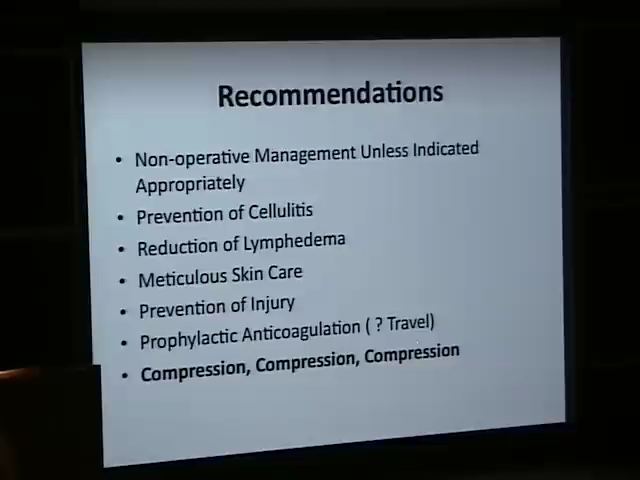 Recommendations
• Non-operative Management Unless Indicated
Appropriately
• Prevention of Cellulitis
• Reduction of Lymphedema
• Meticulous Skin Care
• Prevention of Injury
• Prophylactic Anticoagulation ( ? Travel)
• Compression, Compression, Compression